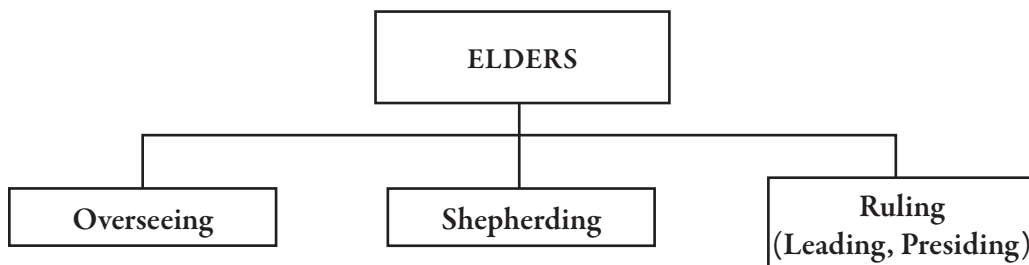 ELDERS
Overseeing
Shepherding
Ruling
(Leading, Presiding)